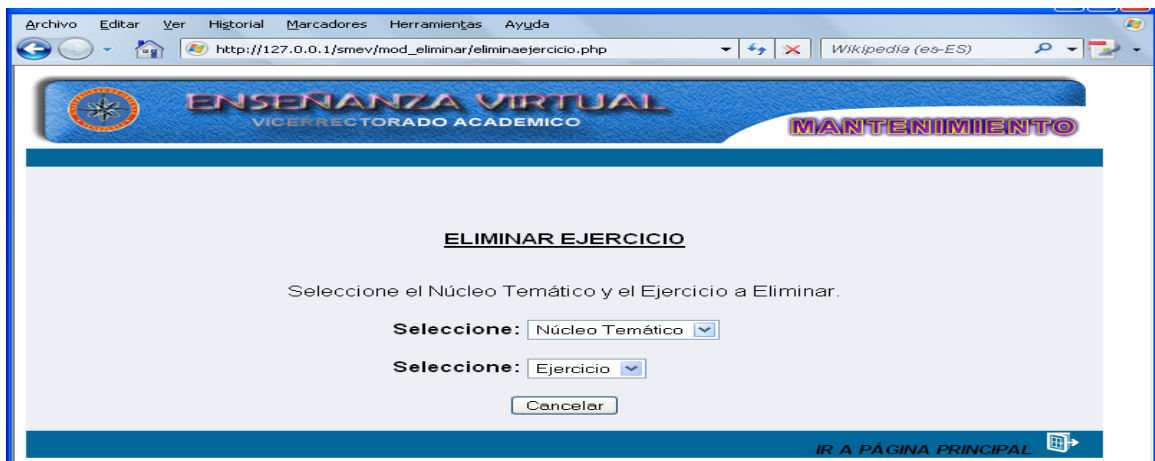 Archivo Editar Ver Historial Marcadores Herramientas Ayuda
http://127.0.0.1/smev/mod_eliminar/eliminaejercicio.php Wikipedia (es-ES)
ENSEÑANZA VIRTUAL
VICERRECTORADO ACADEMICO
MANTENIMIENTO
ELIMINAR EJERCICIO
Seleccione el Núcleo Temático y el Ejercicio a Eliminar.
Seleccione: Núcleo Temático
Seleccione: Ejercicio
Cancelar
IR A PÁGINA PRINCIPAL